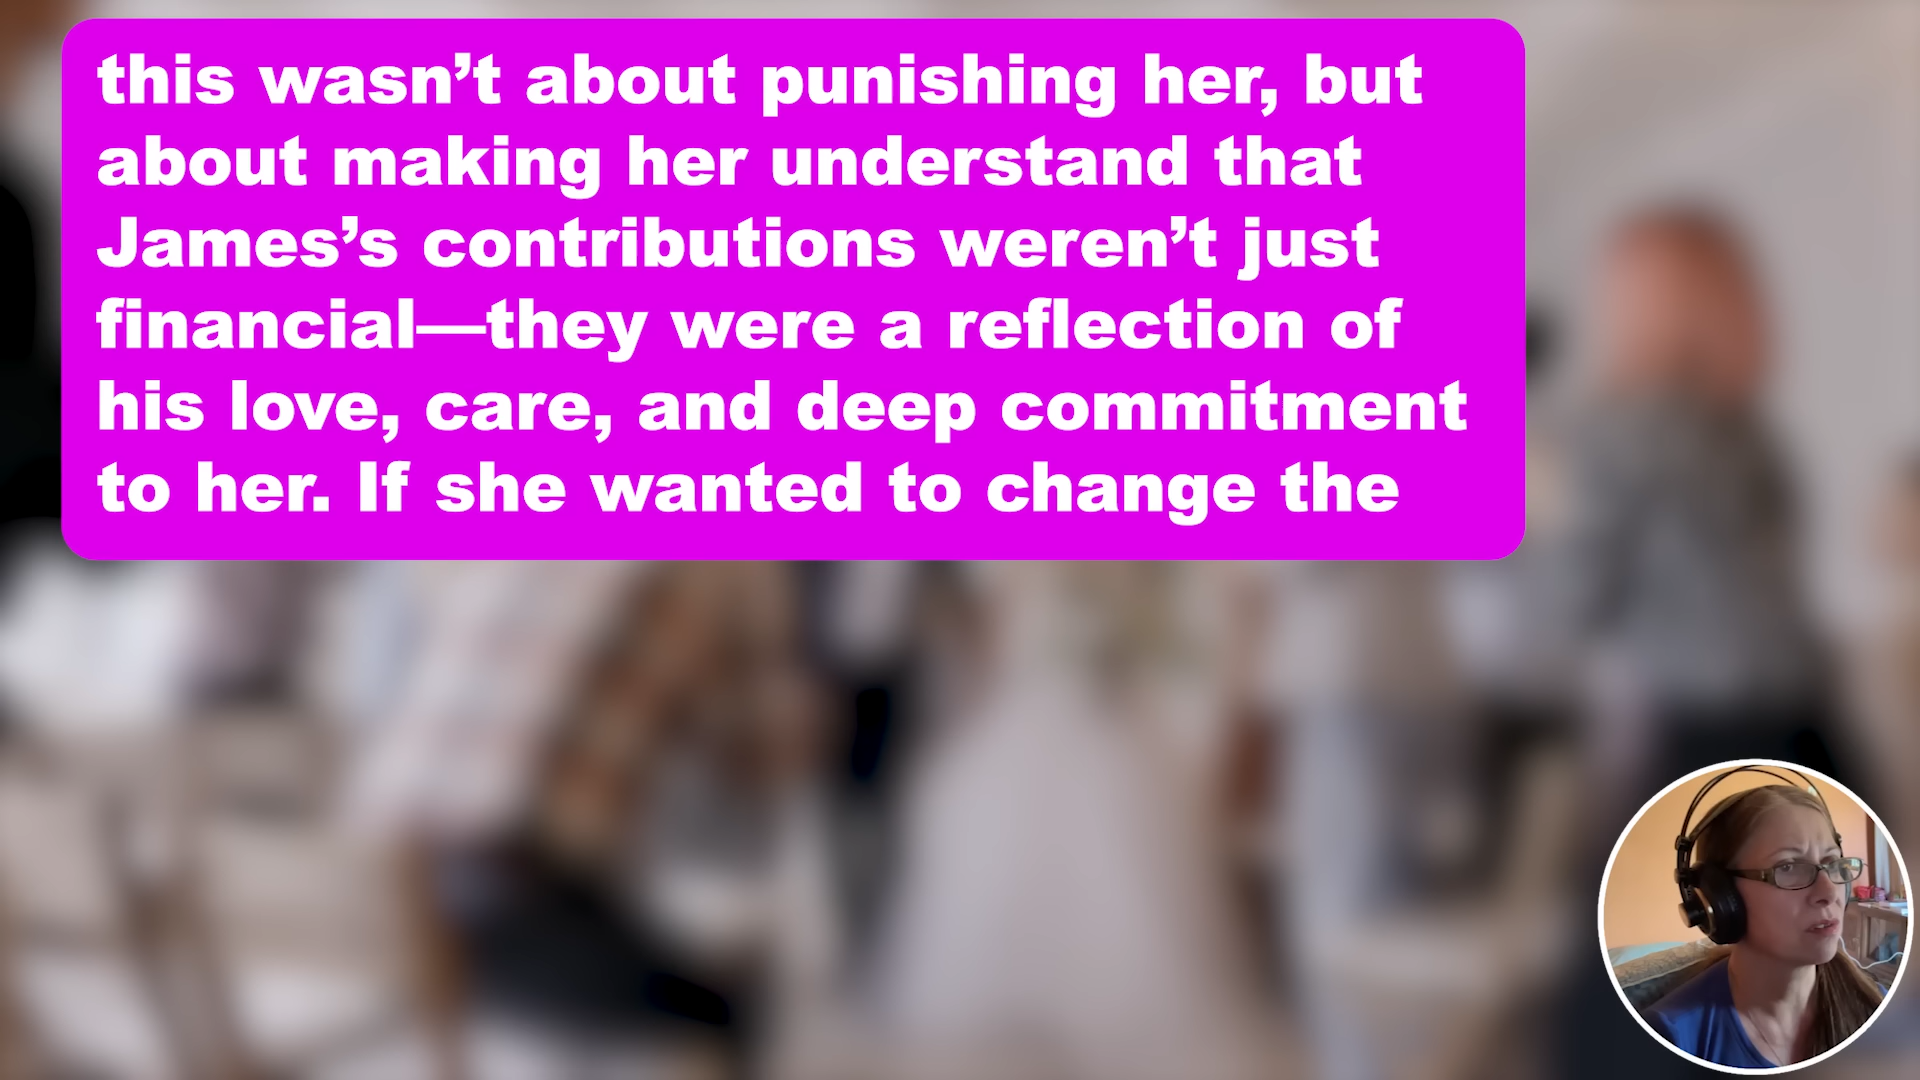 this wasn’t about punishing her, but
about making her understand that
James’s contributions weren’t just
financial—they were a reflection of
his love, care, and deep commitment
to her. If she wanted to change the